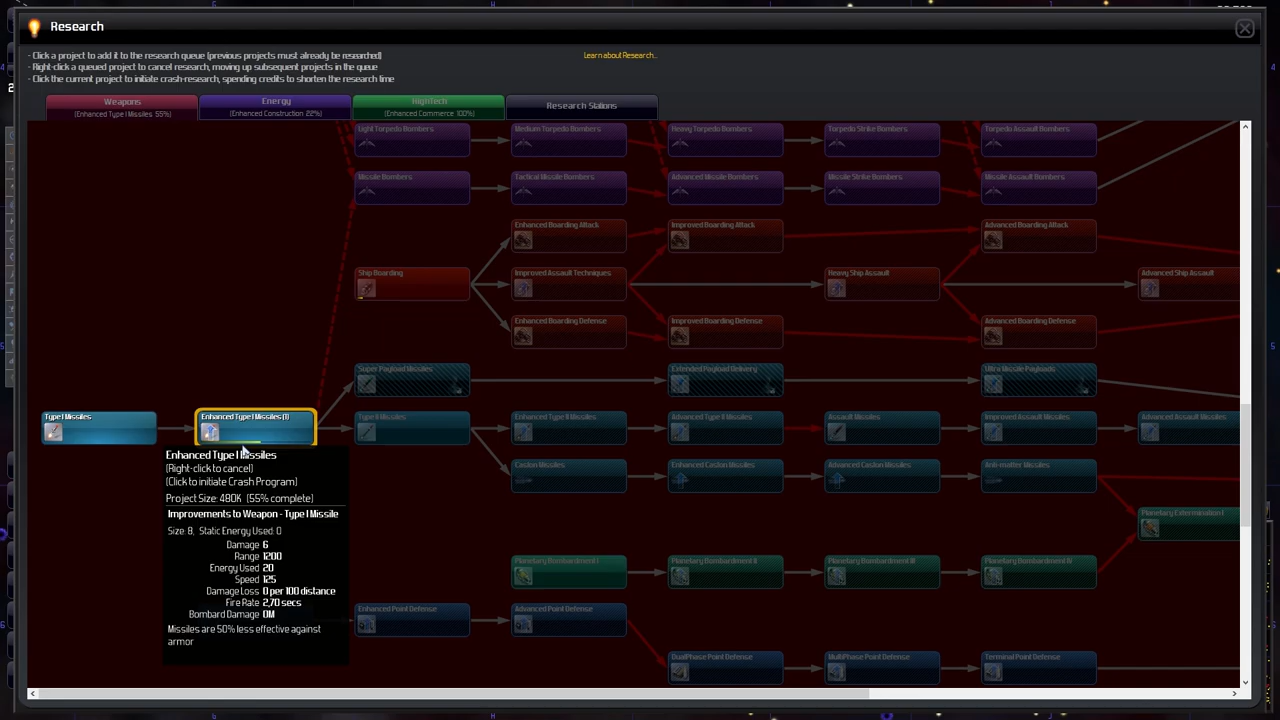 Research
- Click a project to add it to the research queue (previous projects must already be researched)
- Right-click a queued project to cancel research, moving up subsequent projects in the queue
- Click the current project to initiate crash-research, spending credits to shorten the research time
Learn about Research...
Weapons
(Enhanced Type I Missiles 55%)
Energy
(Enhanced Construction 22%)
HighTech
(Enhanced Commerce 100%)
Research Stations
Light Torpedo Bombers
Medium Torpedo Bombers
Heavy Torpedo Bombers
Torpedo Strike Bombers
Torpedo Assault Bombers
Missile Bombers
Tactical Missile Bombers
Advanced Missile Bombers
Missile Strike Bombers
Missile Assault Bombers
Enhanced Boarding Attack
Improved Boarding Attack
Advanced Boarding Attack
Ship Boarding
Improved Assault Techniques
Heavy Ship Assault
Advanced Ship Assault
Enhanced Boarding Defense
Improved Boarding Defense
Advanced Boarding Defense
Super Payload Missiles
Extended Payload Delivery
Ultra Missile Payloads
Type I Missiles
Enhanced Type I Missiles (1)
Type II Missiles
Enhanced Type II Missiles
Advanced Type II Missiles
Assault Missiles
Improved Assault Missiles
Advanced Assault Missiles
Caslon Missiles
Enhanced Caslon Missiles
Advanced Caslon Missiles
Anti-matter Missiles
Planetary Extermination I
Planetary Bombardment I
Planetary Bombardment II
Planetary Bombardment III
Planetary Bombardment IV
Enhanced Point Defense
Advanced Point Defense
DualPhase Point Defense
MultiPhase Point Defense
Terminal Point Defense
Enhanced Type I Missiles
(Right-click to cancel)
(Click to initiate Crash Program)
Project Size: 480K (55% complete)
Improvements to Weapon - Type I Missile
Size: 8, Static Energy Used: 0
Damage 6
Range 1200
Energy Used 20
Speed 125
Damage Loss 0 per 100 distance
Fire Rate 2,70 secs
Bombard Damage 0M
Missiles are 50% less effective against
armor